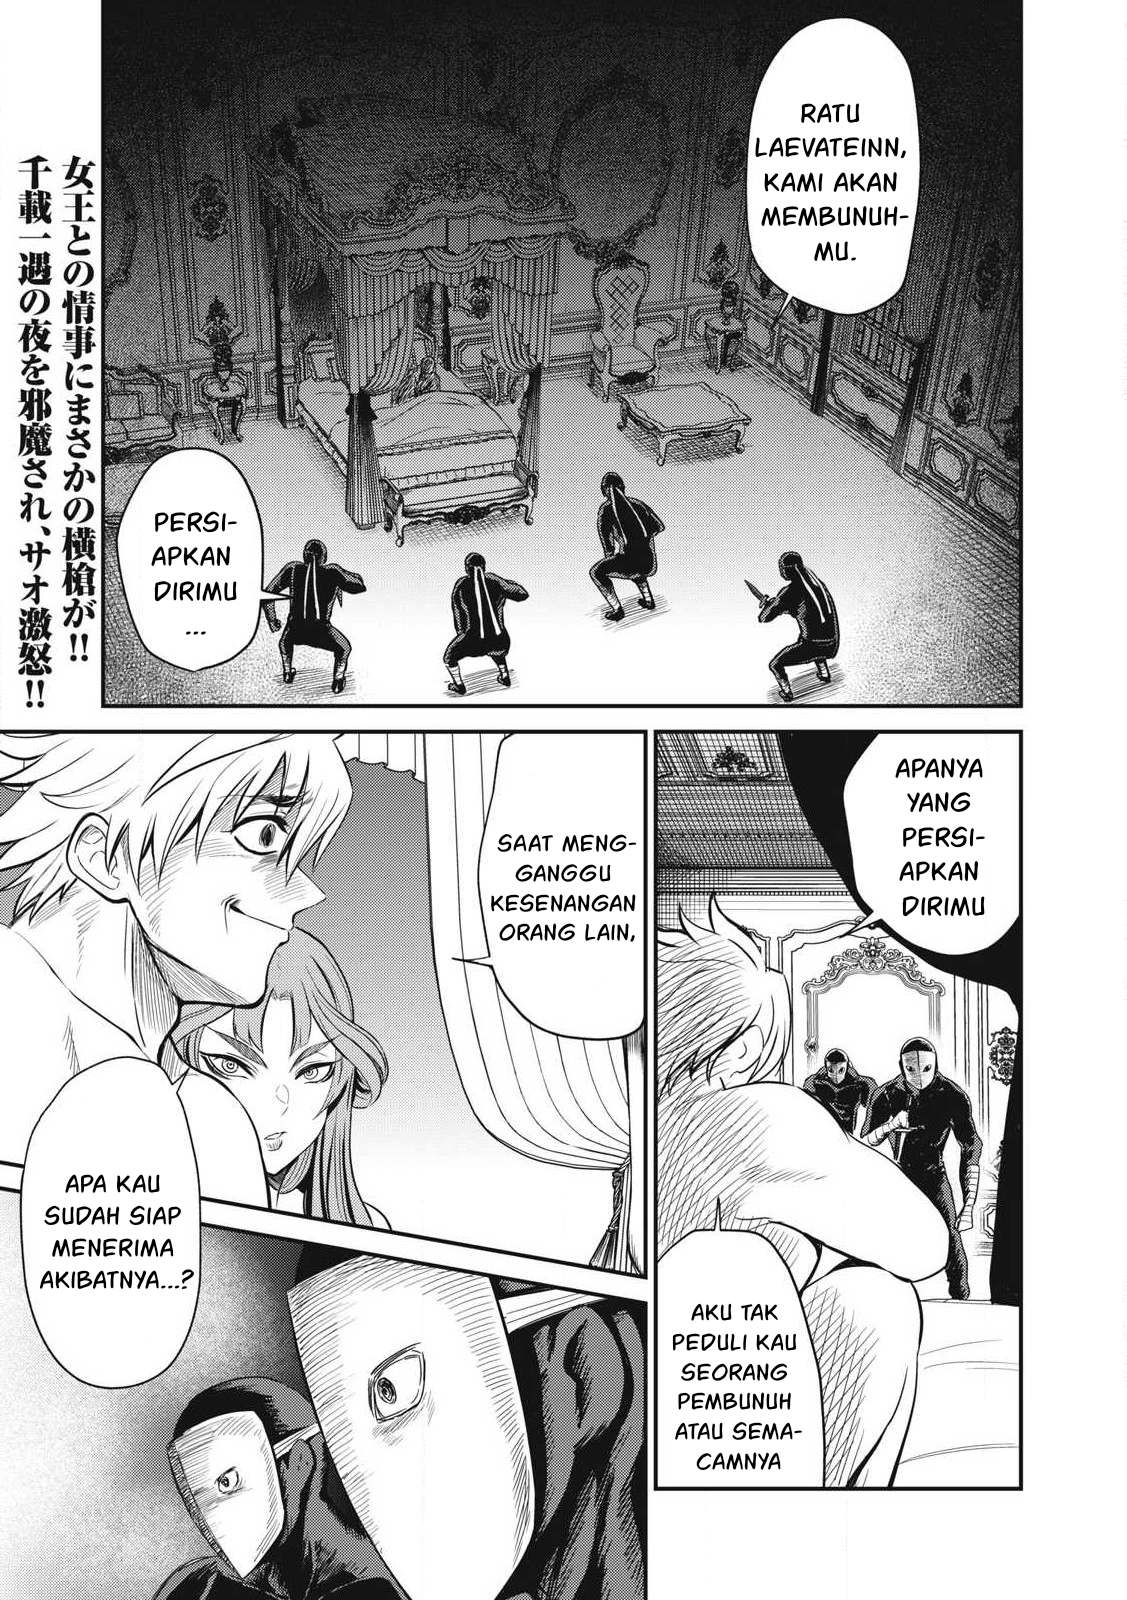 女王との情事にまさかの横槍が!!
千載一遇の夜を邪魔され、サオ激怒!!
RATU
LAEVATEINN,
KAMI AKAN
MEMBUNUH-
MU.
PERSI-
APKAN
DIRIMU
...
APANYA
YANG
PERSI-
APKAN
DIRIMU
AKU TAK
PEDULI KAU
SEORANG
PEMBUNUH
ATAU SEMA-
CAMNYA
SAAT MENG-
GANGGU
KESENANGAN
ORANG LAIN,
APA KAU
SUDAH SIAP
MENERIMA
AKIBATNYA...?